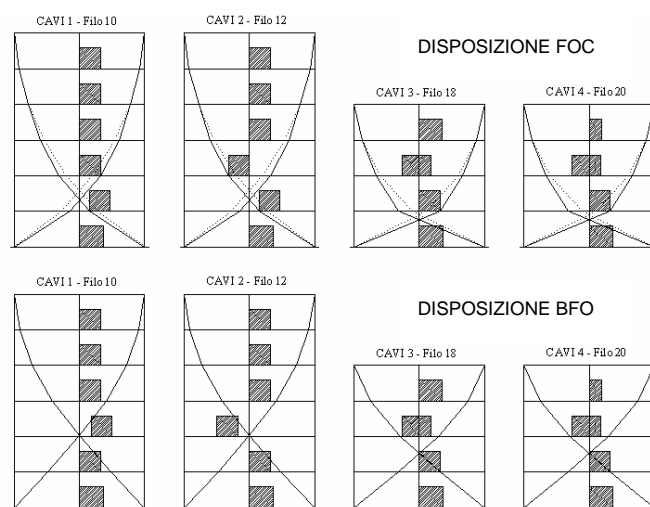 CAVI 1 - Filo 10
CAVI 2 - Filo 12
DISPOSIZIONE FOC
CAVI 3 - Filo 18
CAVI 4 - Filo 20
CAVI 1 - Filo 10
CAVI 2 - Filo 12
DISPOSIZIONE BFO
CAVI 3 - Filo 18
CAVI 4 - Filo 20